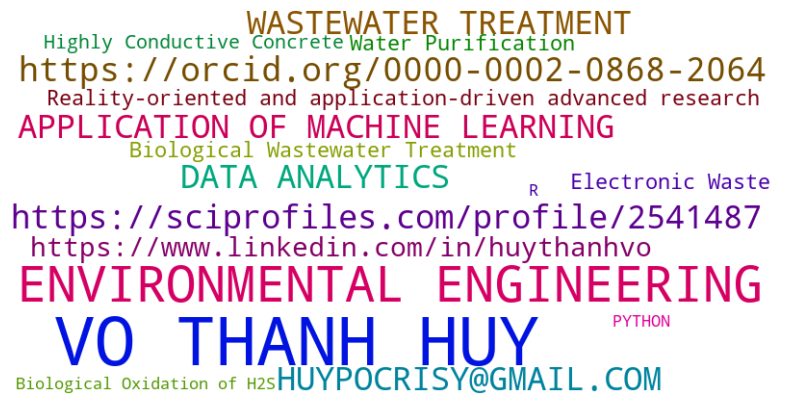 WASTEWATER TREATMENT
Highly Conductive Concrete
Water Purification
https://orcid.org/0000-0002-0868-2064
Reality-oriented and application-driven advanced research
APPLICATION OF MACHINE LEARNING
Biological Wastewater Treatment
DATA ANALYTICS
R
Electronic Waste
https://sciprofiles.com/profile/2541487
https://www.linkedin.com/in/huythanhvo
ENVIRONMENTAL ENGINEERING
VO THANH HUY
PYTHON
Biological Oxidation of H2S
HUYPOCRISY@GMAIL.COM